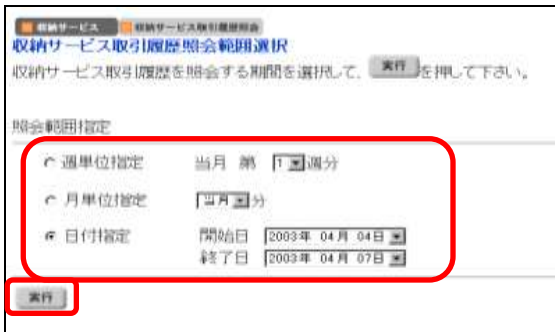 収納サービス 収納サービス取引履歴照会
収納サービス取引履歴照会範囲選択
収納サービス取引履歴を照会する期間を選択して、 実行 を押して下さい。
照会範囲指定
週単位指定 当月 第 1 週分
月単位指定 当月 分
日付指定 開始日 2003年 04月 04日
終了日 2003年 04月 07日
実行